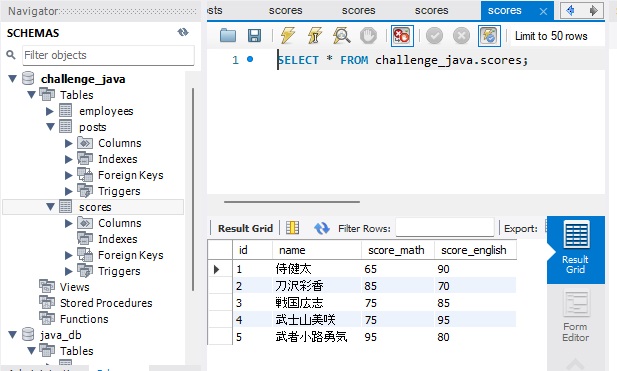 Navigator
SCHEMAS
Filter objects
challenge_java
Tables
employees
posts
Columns
Indexes
Foreign Keys
Triggers
scores
Columns
Indexes
Foreign Keys
Triggers
Views
Stored Procedures
Functions
java_db
Tables
scores scores challenge_java scores
Limit to 50 rows
1 SELECT * FROM challenge_java.scores;
Result Grid Filter Rows: Export:
id name score_math score_english
1 侍健太 65 90
2 刀沢彩香 85 70
3 戦国広志 75 85
4 武士山美咲 75 95
5 武者小路勇気 95 80
Result
Grid
Form
Editor